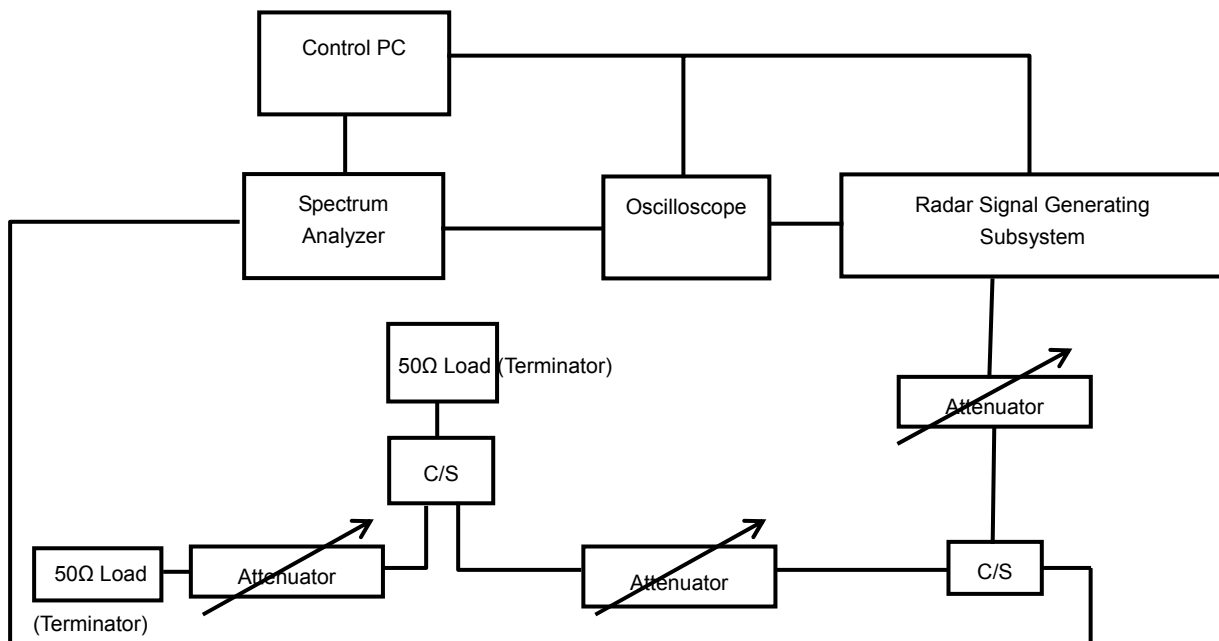 Control PC
Spectrum
Analyzer
Oscilloscope
Radar Signal Generating
Subsystem
50Ω Load (Terminator)
Attenuator
C/S
50Ω Load
(Terminator)
Attenuator
Attenuator
C/S